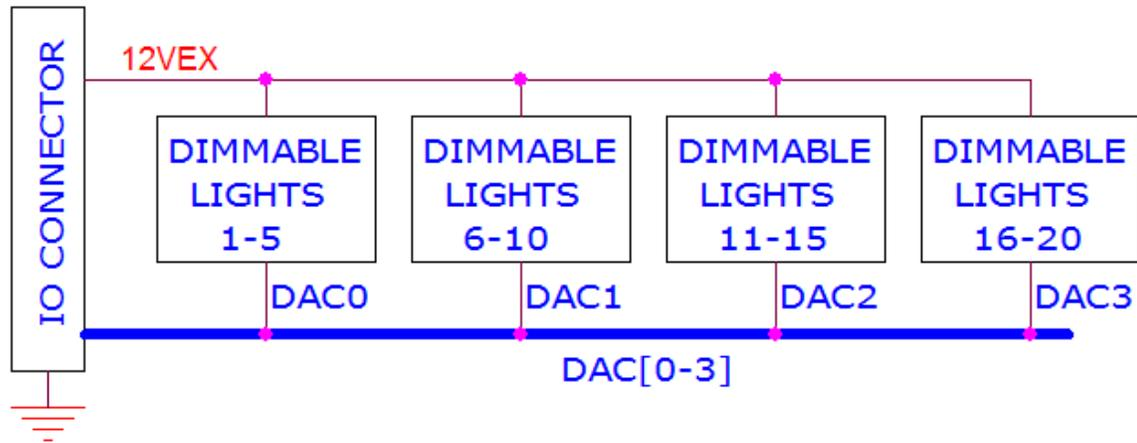 IO CONNECTOR
12VEX
DIMMABLE
LIGHTS
1-5
DIMMABLE
LIGHTS
6-10
DIMMABLE
LIGHTS
11-15
DIMMABLE
LIGHTS
16-20
DAC0
DAC1
DAC2
DAC3
DAC[0-3]